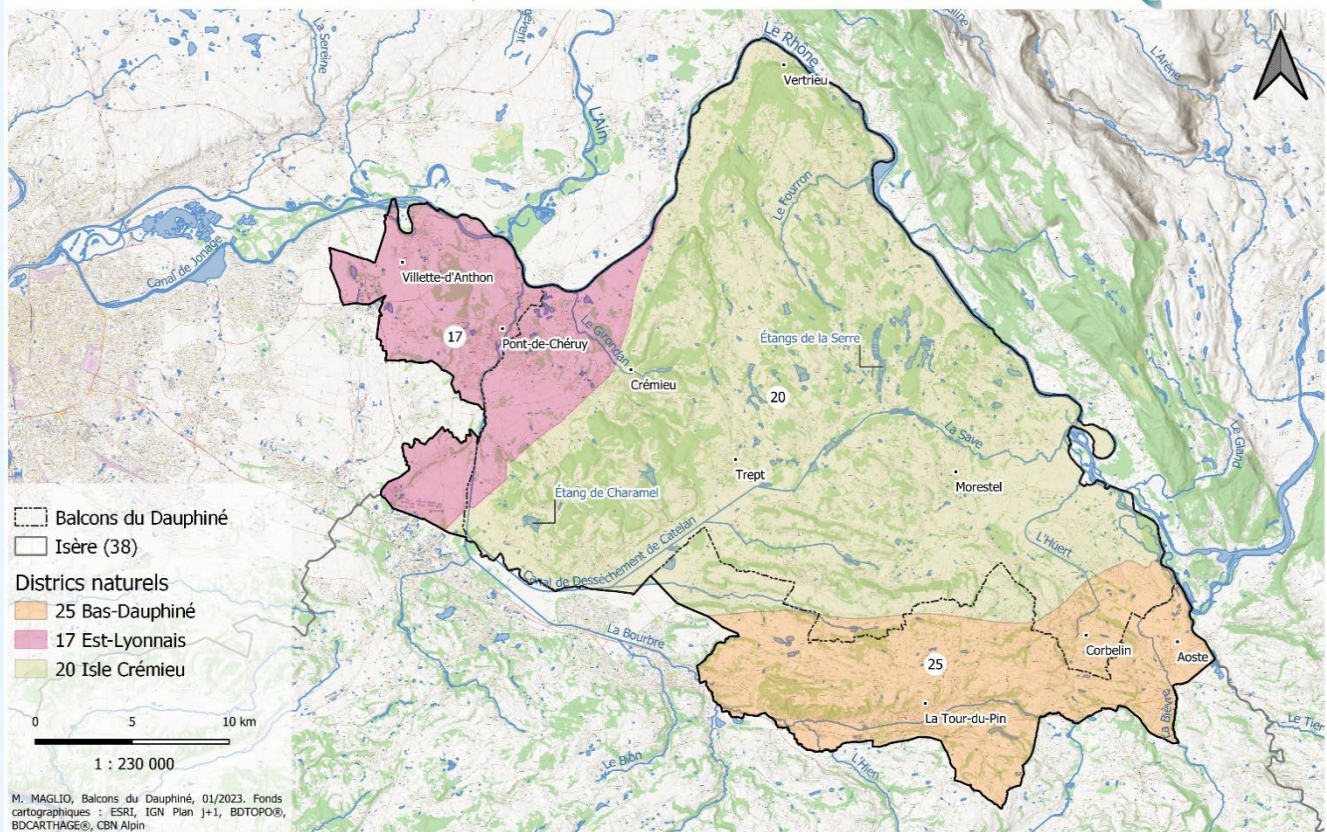 La Sereine
L'Ain
Le Rhône
L'Arène
N
Vertrieu
Le Fourron
Canal de Jonage
Villette-d'Anthon
17
Pont-de-Chéruy
Le Girondan
Étangs de la Serre
Crémieu
20
La Save
Le Gland
Trept
Morestel
Étang de Charamel
L'Huert
Canal de Dessèchement de Catelan
La Bourbre
25
Corbelin
Aoste
La Tour-du-Pin
La Bièvre
Le Tier
L'Hien
Le Bion
Balcons du Dauphiné
Isère (38)
Districs naturels
25 Bas-Dauphiné
17 Est-Lyonnais
20 Isle Crémieu
0 5 10 km
1 : 230 000
M. MAGLIO, Balcons du Dauphiné, 01/2023. Fonds
cartographiques : ESRI, IGN Plan j+1, BDTOPO®,
BDCARTHAGE®, CBN Alpin